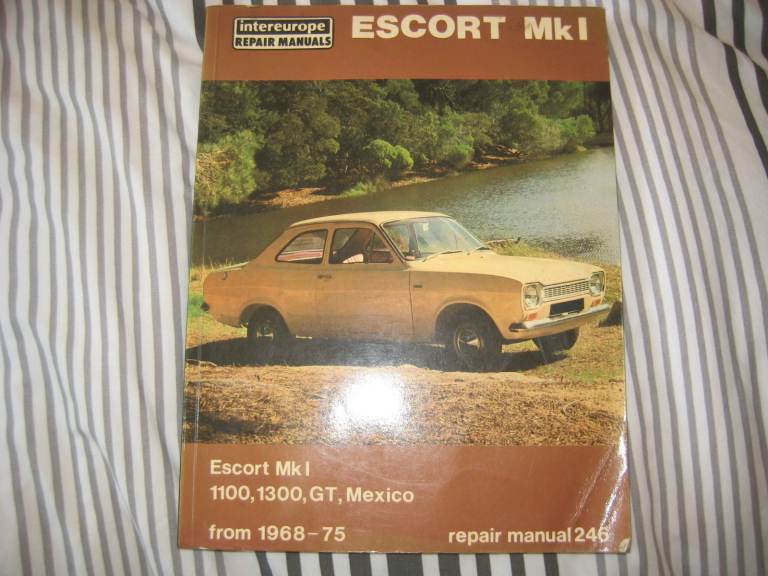 intereurope
REPAIR MANUALS
ESCORT MkI
Escort MkI
1100,1300,GT,Mexico
from 1968-75
repair manual 246